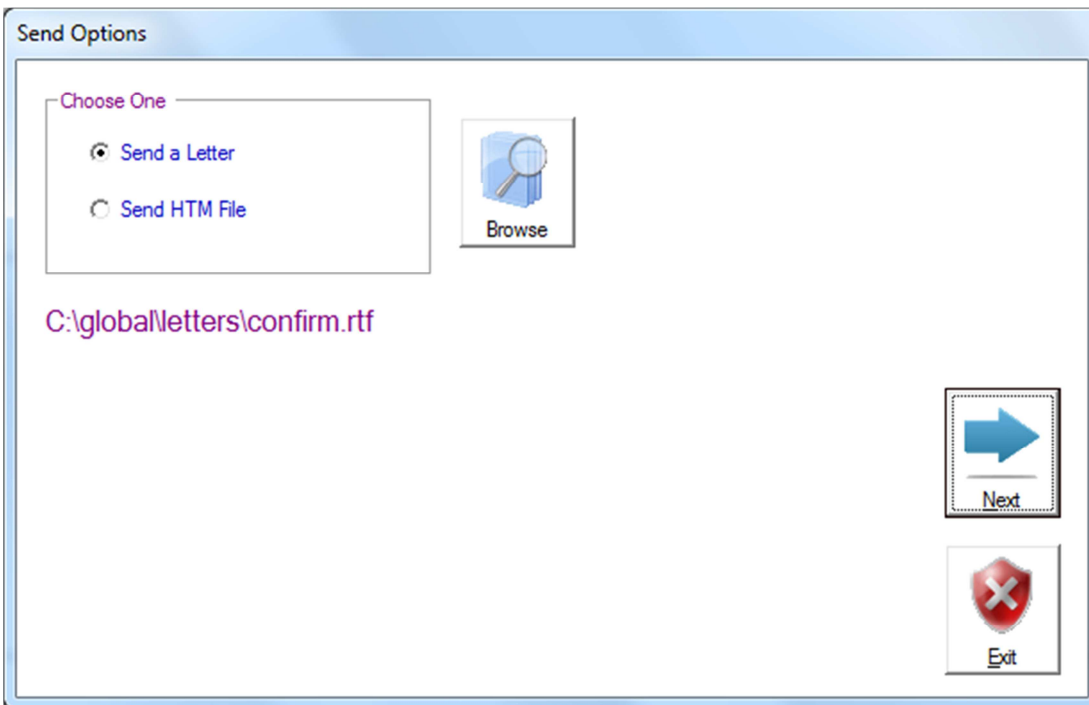 Send Options
Choose One
Send a Letter
Send HTM File
Browse
C:\global\letters\confirm.rtf
Next
Exit